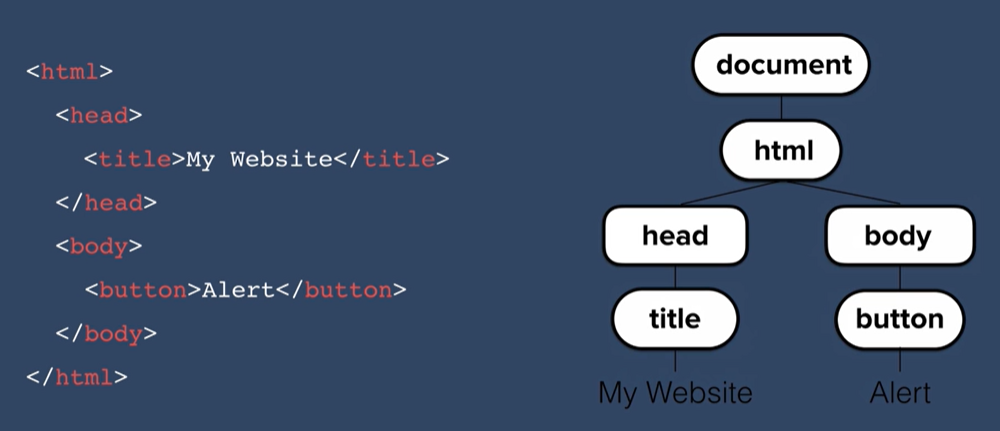 <html>
<head>
<title>My Website</title>
</head>
<body>
<button>Alert</button>
</body>
</html>
document
html
head body
title button
My Website Alert